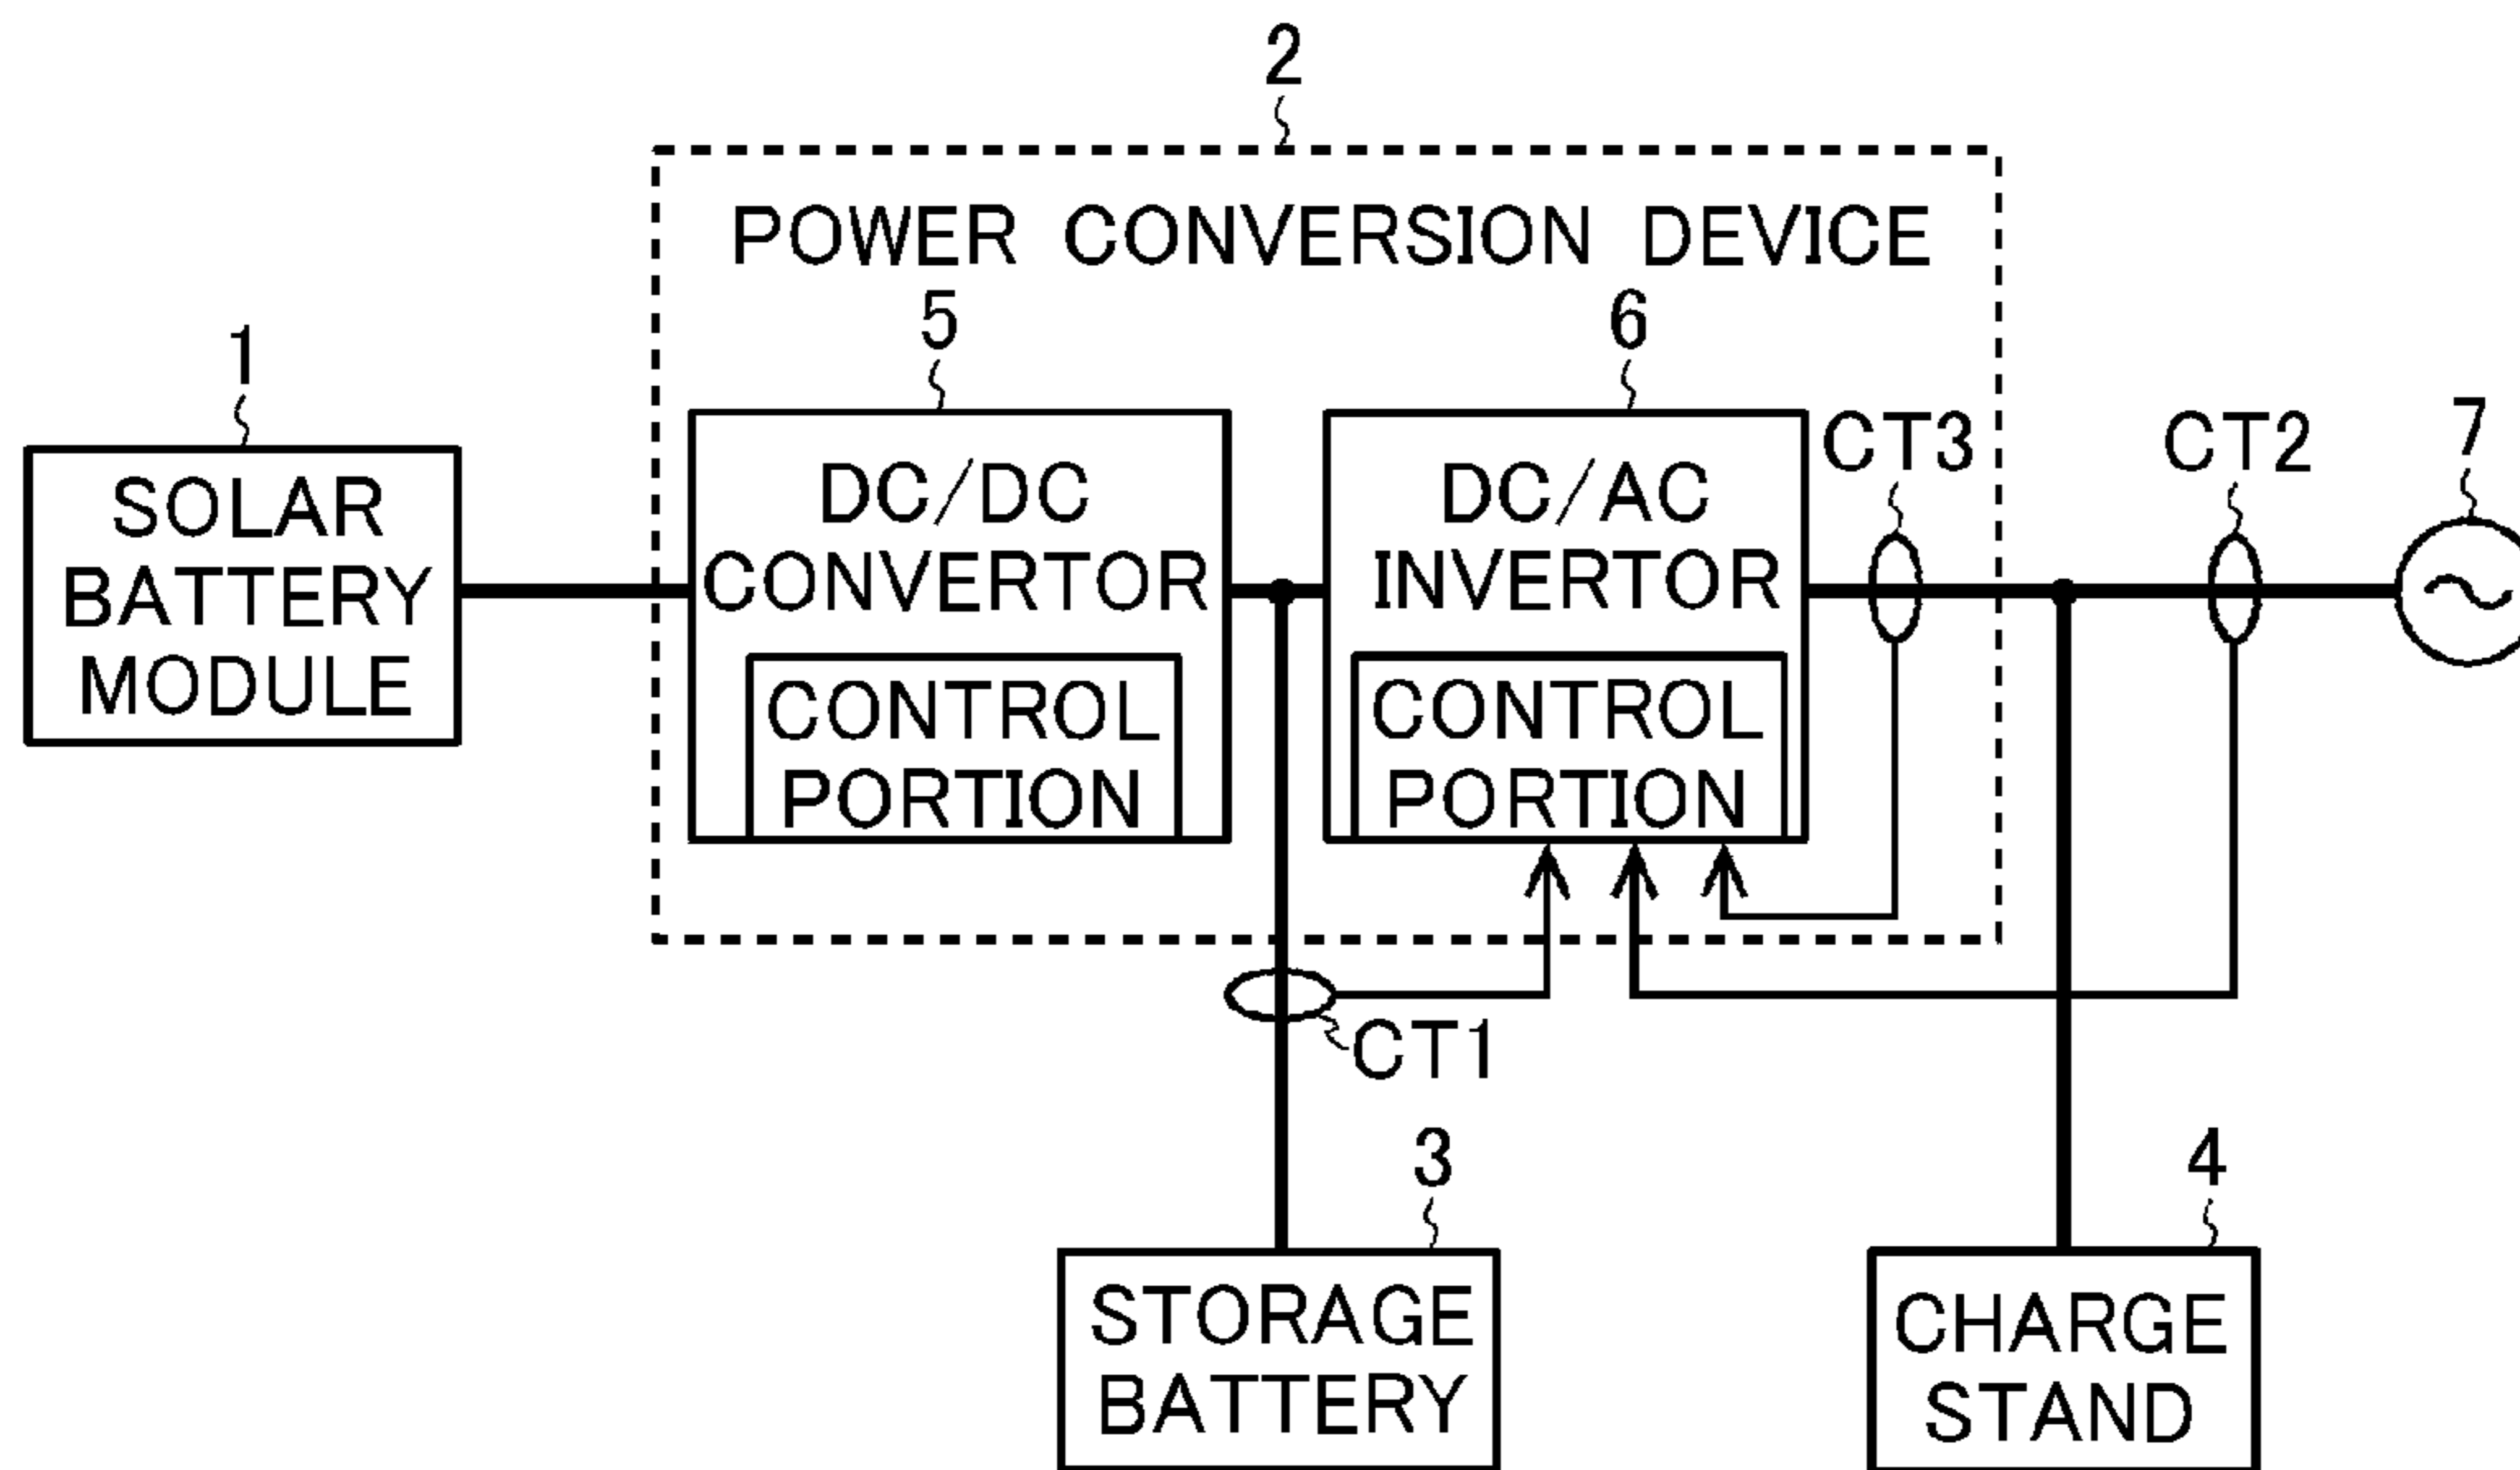 2
POWER CONVERSION DEVICE
1
5
6
CT3
CT2
7
SOLAR
BATTERY
MODULE
DC/DC
CONVERTOR
CONTROL
PORTION
DC/AC
INVERTOR
CONTROL
PORTION
CT1
3
4
STORAGE
BATTERY
CHARGE
STAND